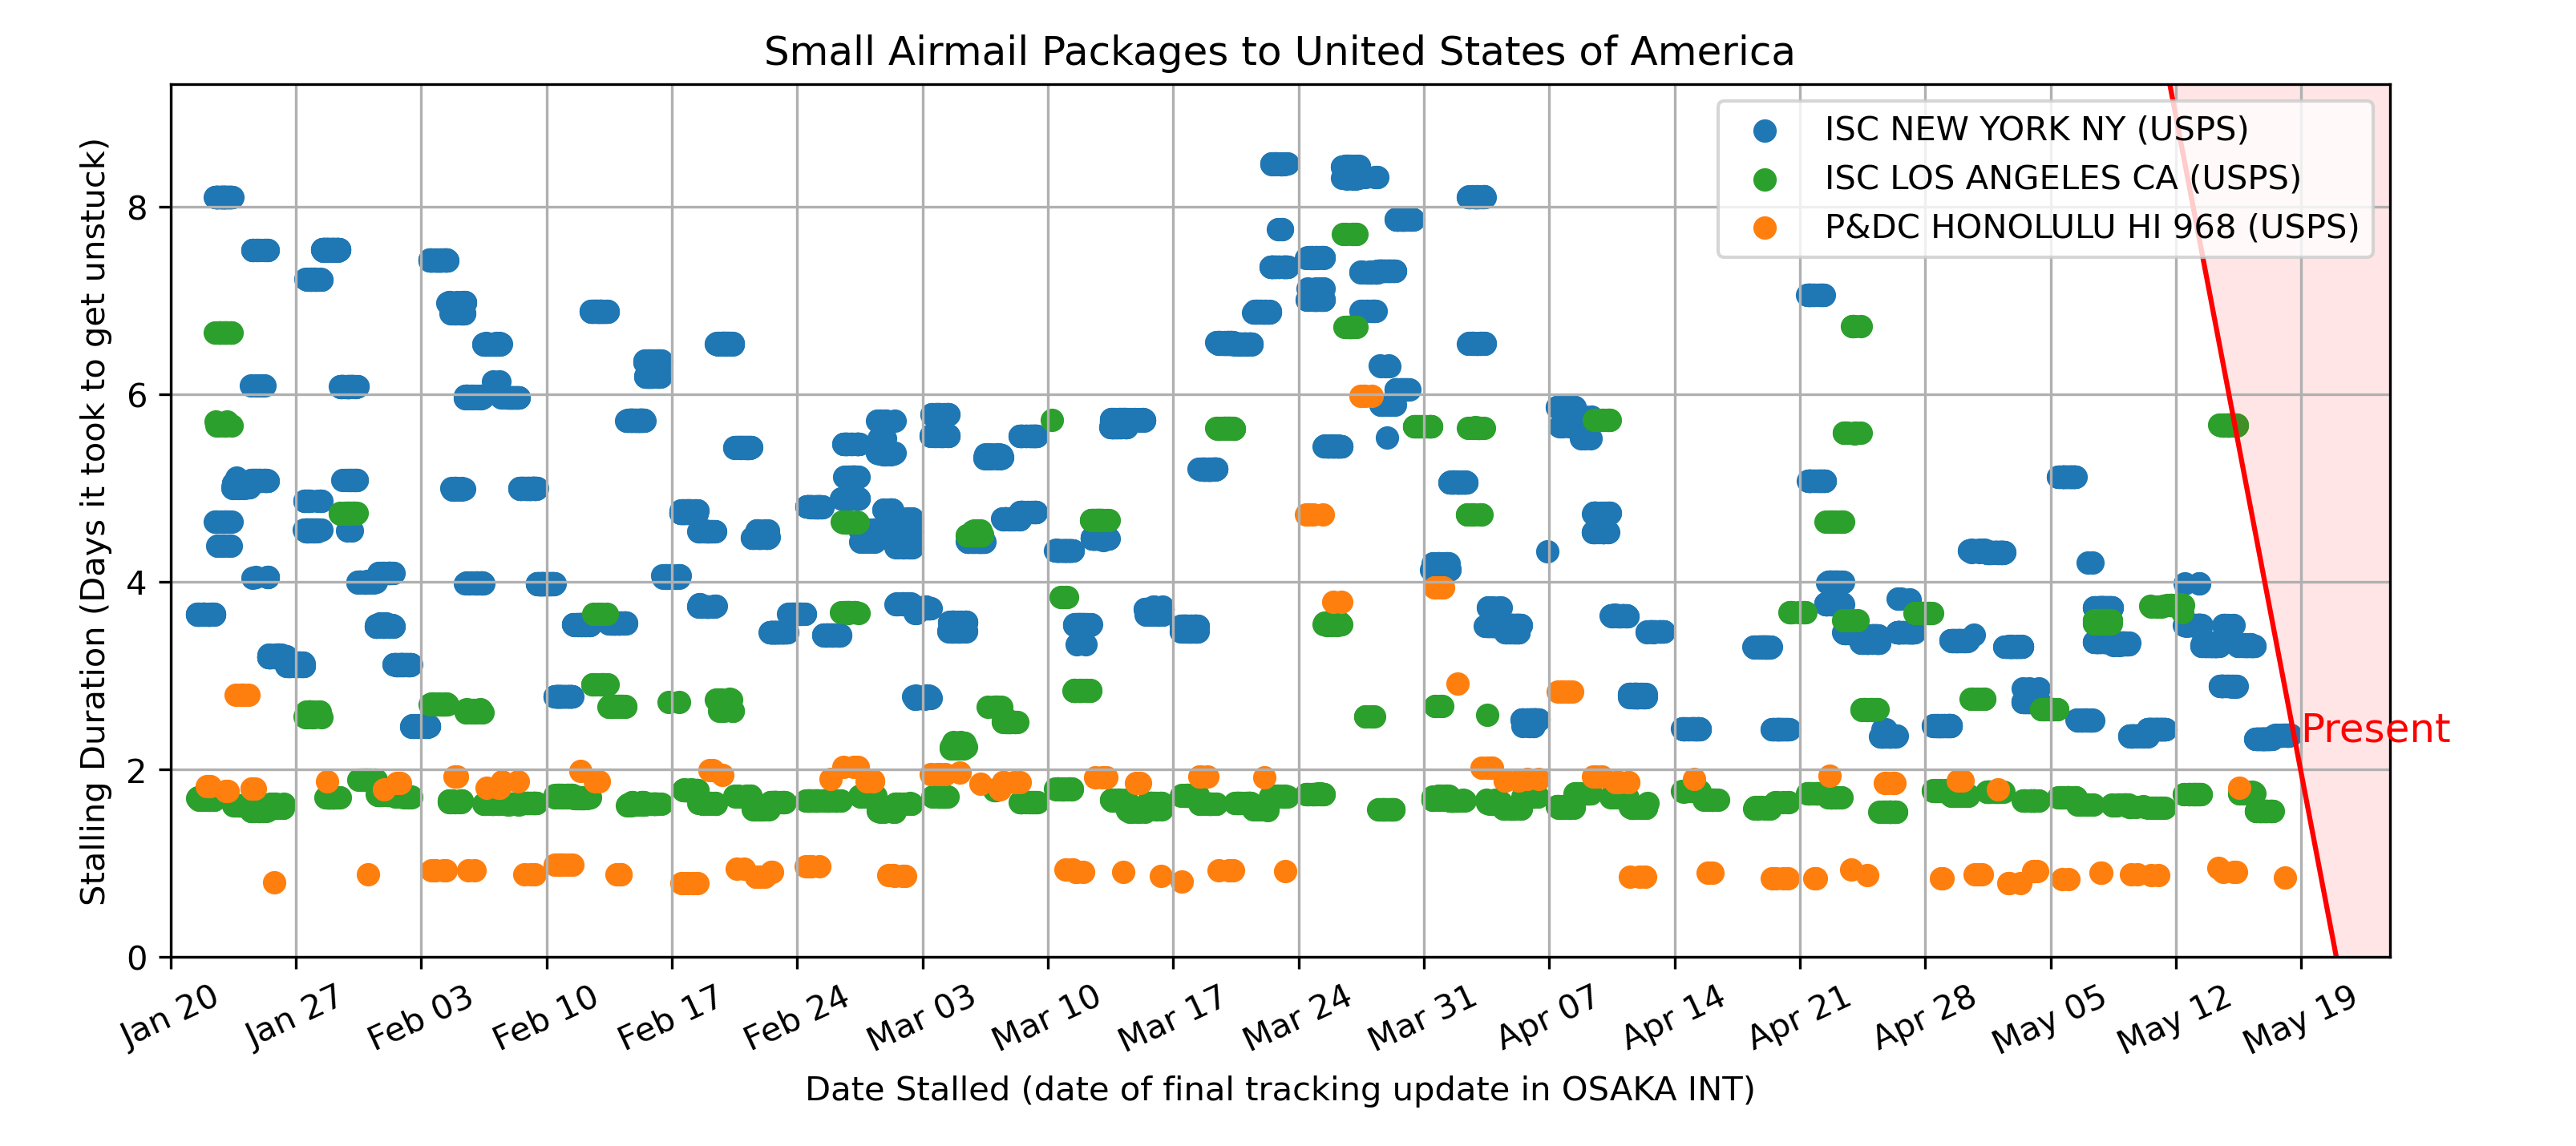 Small Airmail Packages to United States of America
ISC NEW YORK NY (USPS)
ISC LOS ANGELES CA (USPS)
P&DC HONOLULU HI 968 (USPS)
Stalling Duration (Days it took to get unstuck)
8
6
4
2
0
Present
Jan 20 Jan 27 Feb 03 Feb 10 Feb 17 Feb 24 Mar 03 Mar 10 Mar 17 Mar 24 Mar 31 Apr 07 Apr 14 Apr 21 Apr 28 May 05 May 12 May 19
Date Stalled (date of final tracking update in OSAKA INT)